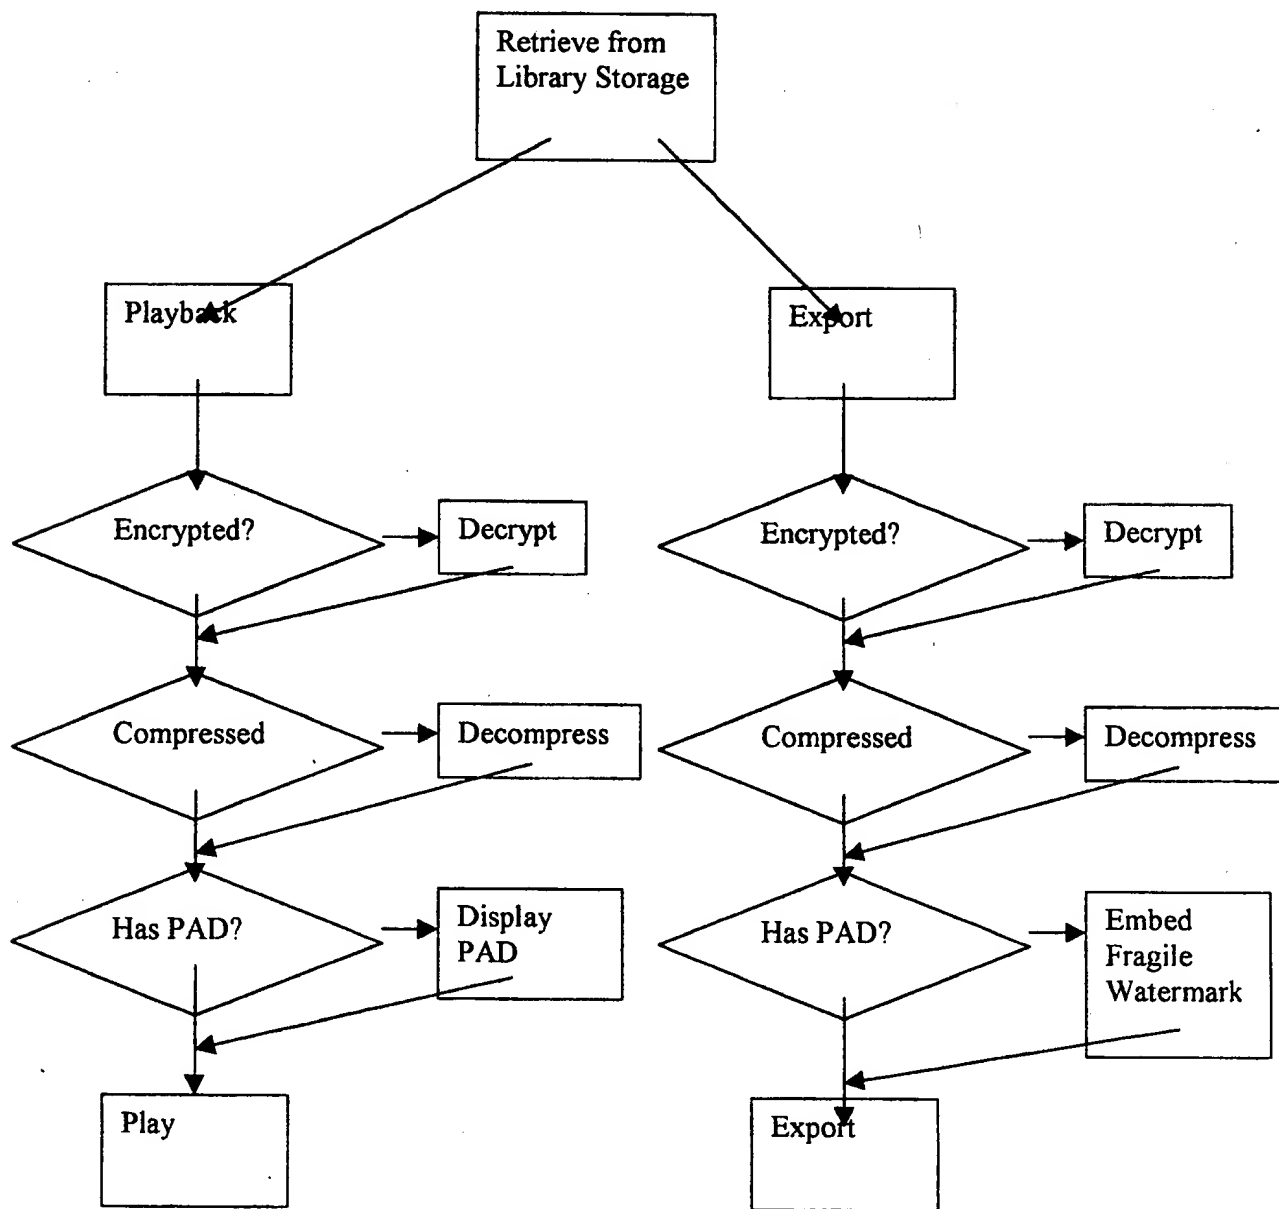 Retrieve from
Library Storage
Playback
Export
Encrypted?
Decrypt
Encrypted?
Decrypt
Compressed
Decompress
Compressed
Decompress
Has PAD?
Display
PAD
Has PAD?
Embed
Fragile
Watermark
Play
Export